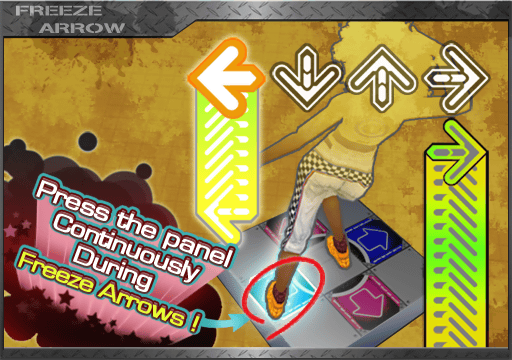 FREEZE
ARROW
Press the panel
Continuously
During
Freeze Arrows !